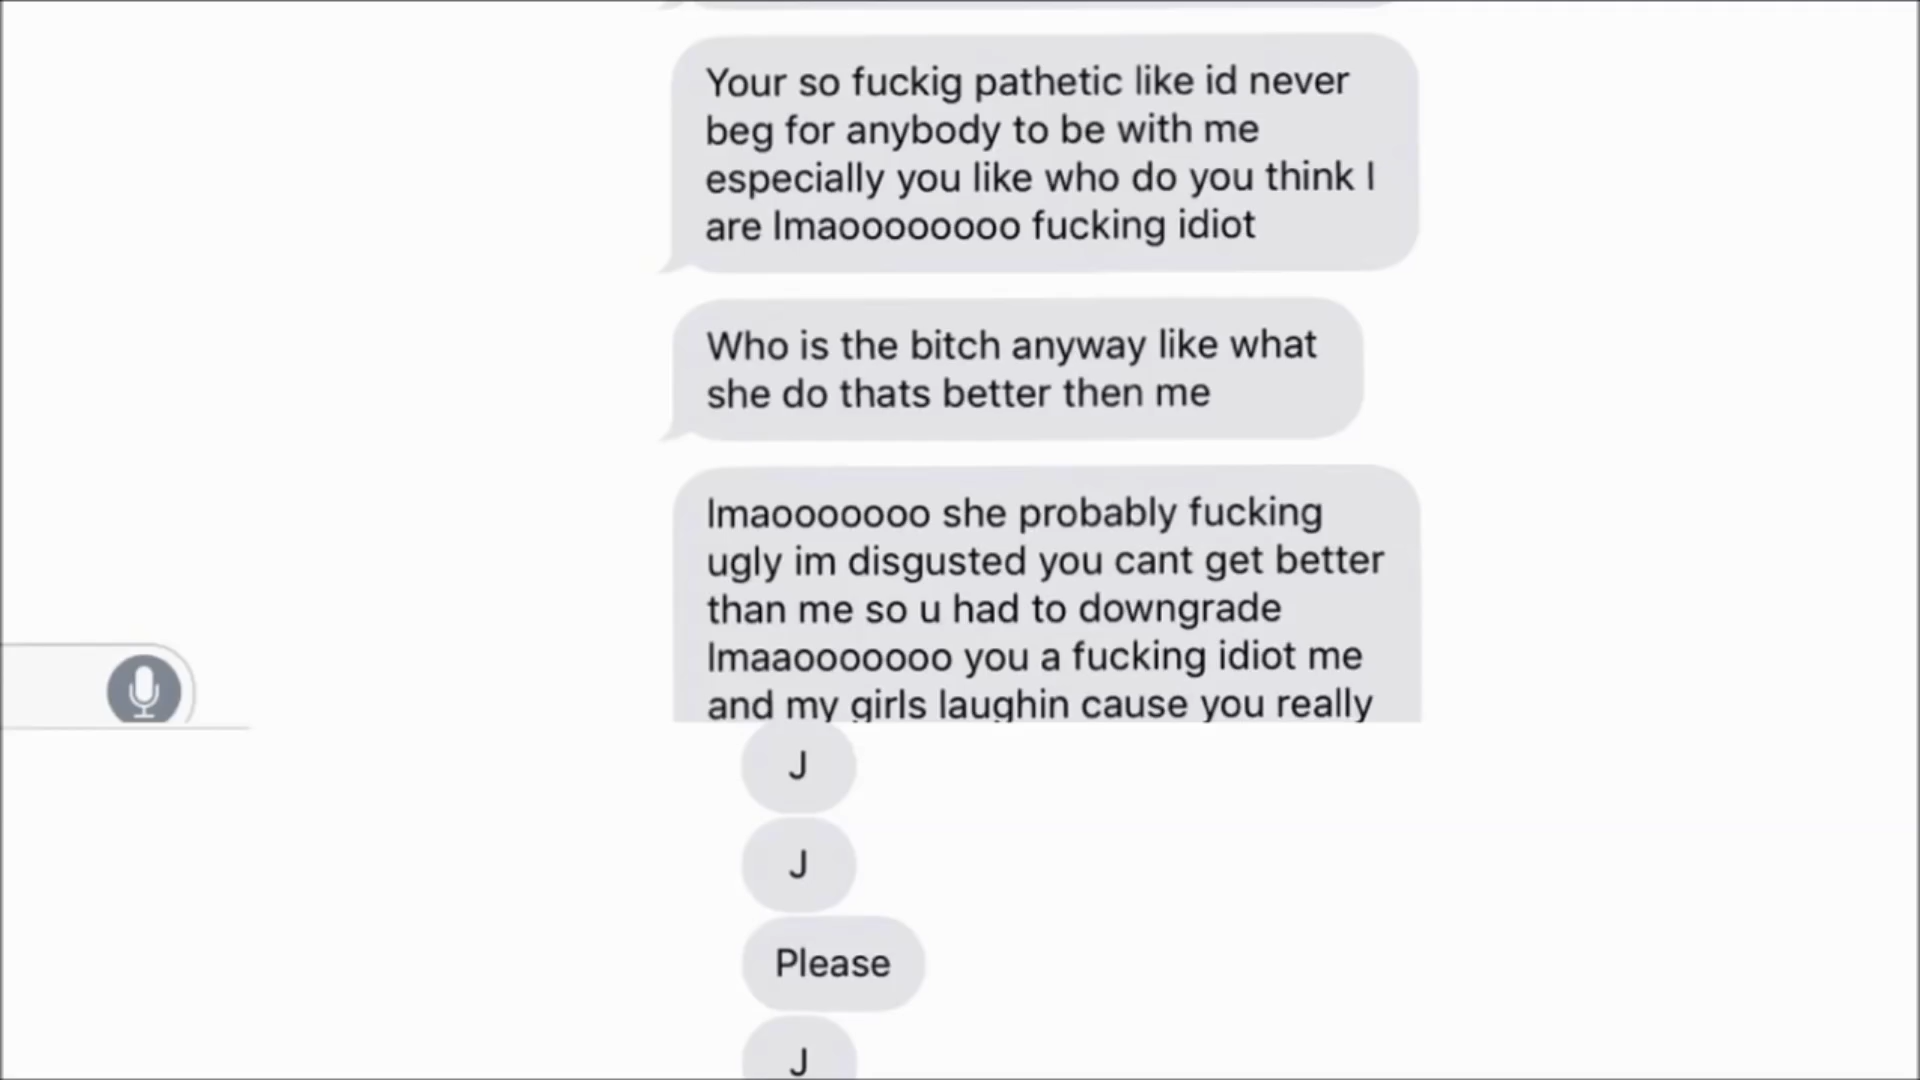 Your so fuckig pathetic like id never
beg for anybody to be with me
especially you like who do you think I
are lmaoooooooo fucking idiot
Who is the bitch anyway like what
she do thats better then me
lmaooooooo she probably fucking
ugly im disgusted you cant get better
than me so u had to downgrade
lmaaooooooo you a fucking idiot me
and my girls laughin cause you really
J
J
Please
J